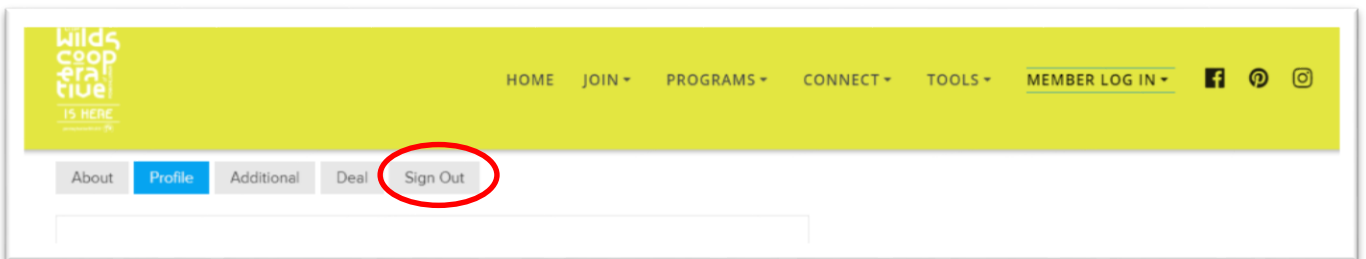 wilds
coop
era
tive
IS HERE
HOME JOIN PROGRAMS CONNECT TOOLS MEMBER LOG IN
About Profile Additional Deal Sign Out